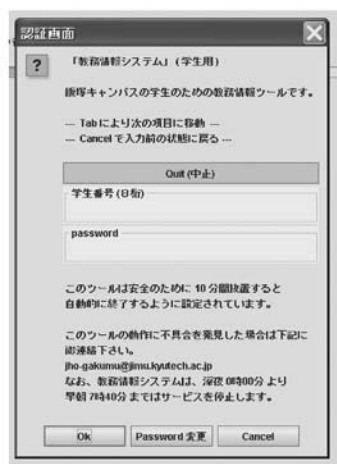 認証画面
?
「教務情報システム」(学生用)
飯塚キャンパスの学生のための教務情報ツールです。
--- Tabにより次の項目に移動 ---
--- Cancelで入力前の状態に戻る ---
Quit (中止)
学生番号(8桁)
password
このツールは安全のために 10分間放置すると
自動的に終了するように設定されています。
このツールの動作に不具合を発見した場合は下記に
御連絡下さい。
jho-gakumu@jimu.kyutech.ac.jp
なお、教務情報システムは、深夜 0時00分 より
早朝 7時40分 まではサービスを停止します。
Ok
Password 変更
Cancel